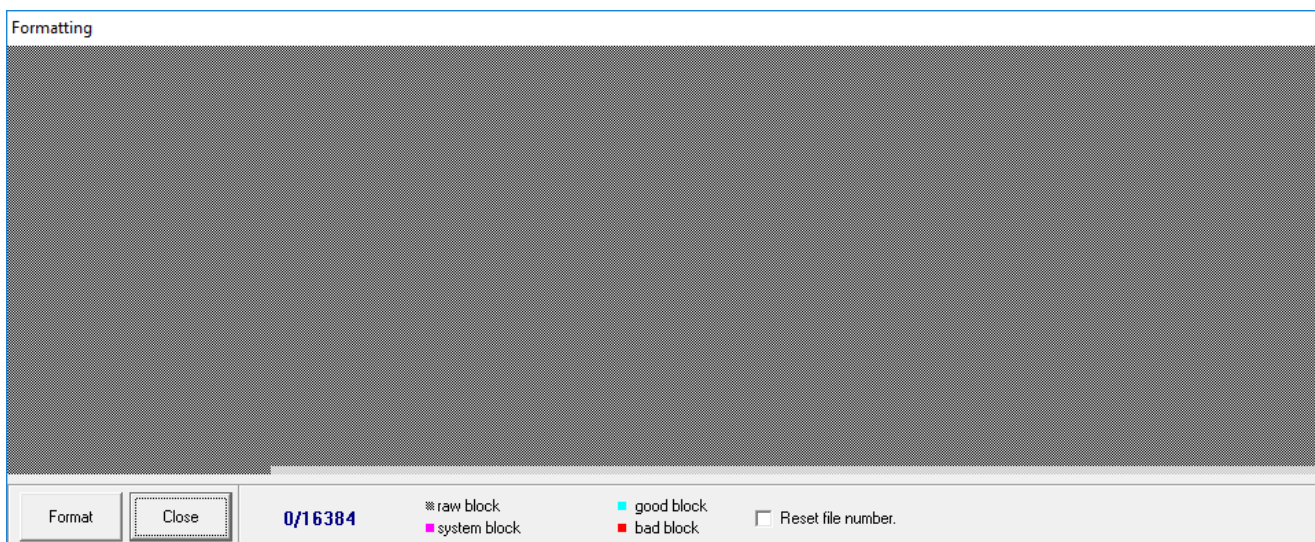 Formatting
Format
Close
0/16384
raw block
system block
good block
bad block
Reset file number.